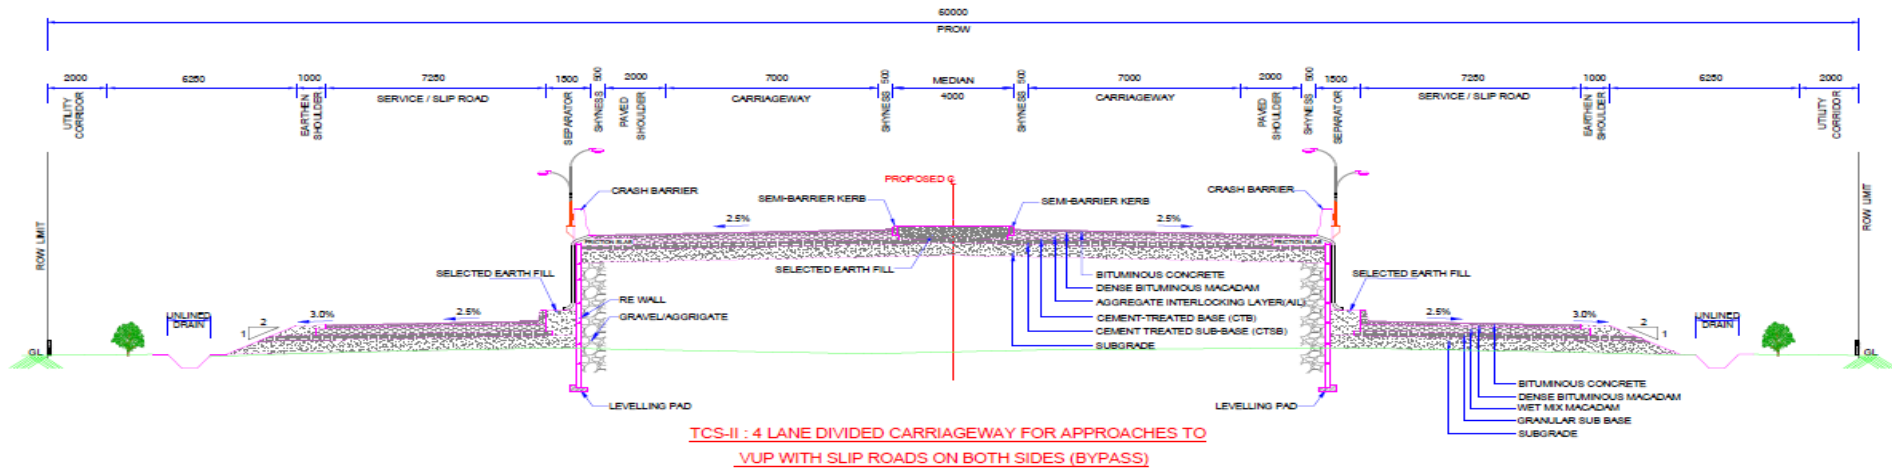 60000
PROW
2000 6250 1000 7250 1500 500 2000 7000 500 MEDIAN 500 7000 2000 500 1500 7250 1000 6250 2000
4000
UTILITY CORRIDOR
EARTHEN SHOULDER
SERVICE / SLIP ROAD
SEPARATOR
SHYNESS
PAVED SHOULDER
CARRIAGEWAY
SHYNESS
SHYNESS
CARRIAGEWAY
PAVED SHOULDER
SHYNESS
SEPARATOR
SERVICE / SLIP ROAD
EARTHEN SHOULDER
UTILITY CORRIDOR
ROW LIMIT
PROPOSED C
CRASH BARRIER
CRASH BARRIER
SEMI-BARRIER KERB
SEMI-BARRIER KERB
2.5%
2.5%
FRICTION SLAB
FRICTION SLAB
ROW LIMIT
SELECTED EARTH FILL
SELECTED EARTH FILL
SELECTED EARTH FILL
BITUMINOUS CONCRETE
DENSE BITUMINOUS MACADAM
AGGREGATE INTERLOCKING LAYER(AIL)
CEMENT-TREATED BASE (CTB)
CEMENT TREATED SUB-BASE (CTSB)
SUBGRADE
RE WALL
GRAVEL/AGGRIGATE
UNLINED DRAIN
2
1
3.0%
2.5%
2.5%
3.0%
2
1
UNLINED DRAIN
GL
GL
LEVELLING PAD
LEVELLING PAD
BITUMINOUS CONCRETE
DENSE BITUMINOUS MACADAM
WET MIX MACADAM
GRANULAR SUB BASE
SUBGRADE
TCS-II : 4 LANE DIVIDED CARRIAGEWAY FOR APPROACHES TO
VUP WITH SLIP ROADS ON BOTH SIDES (BYPASS)